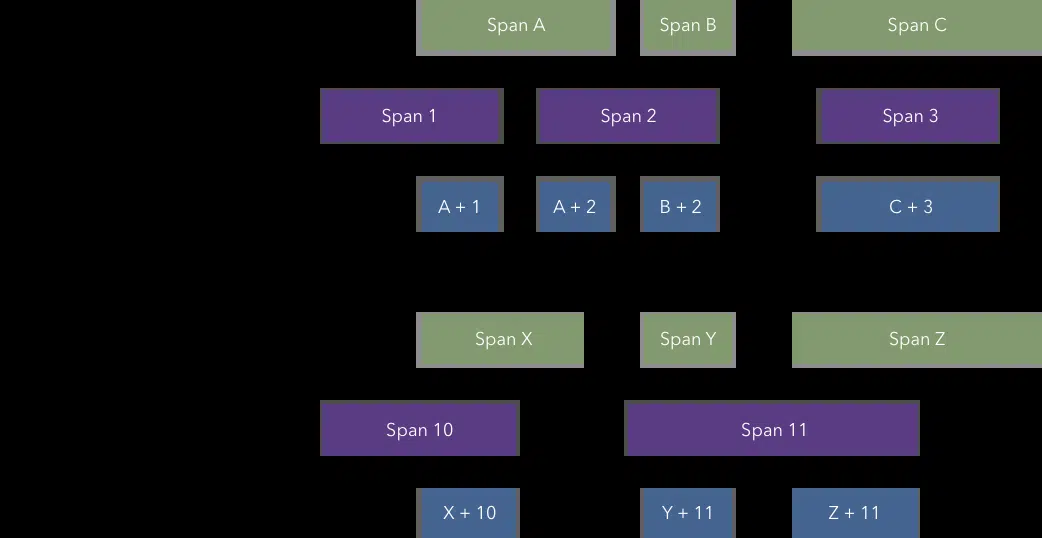 Span A Span B Span C
Span 1 Span 2 Span 3
A + 1 A + 2 B + 2 C + 3
Span X Span Y Span Z
Span 10 Span 11
X + 10 Y + 11 Z + 11